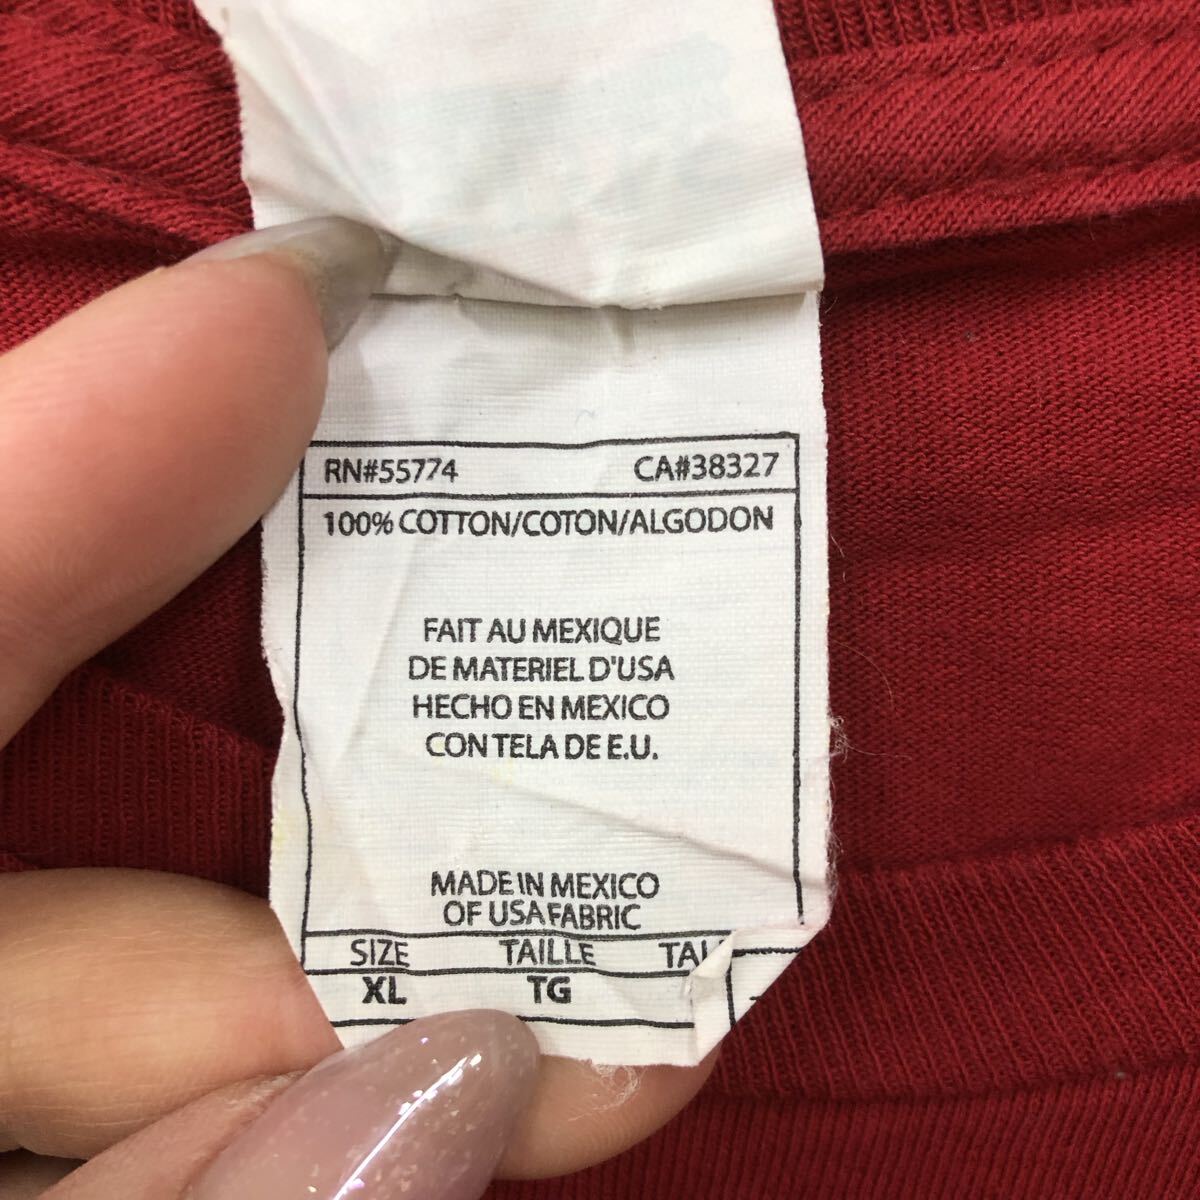 RN#55774 CA#38327
100% COTTON/COTON/ALGODON
FAIT AU MEXIQUE
DE MATERIEL D'USA
HECHO EN MEXICO
CON TELA DE E.U.
MADE IN MEXICO
OF USA FABRIC
SIZE TAILLE
XL TG